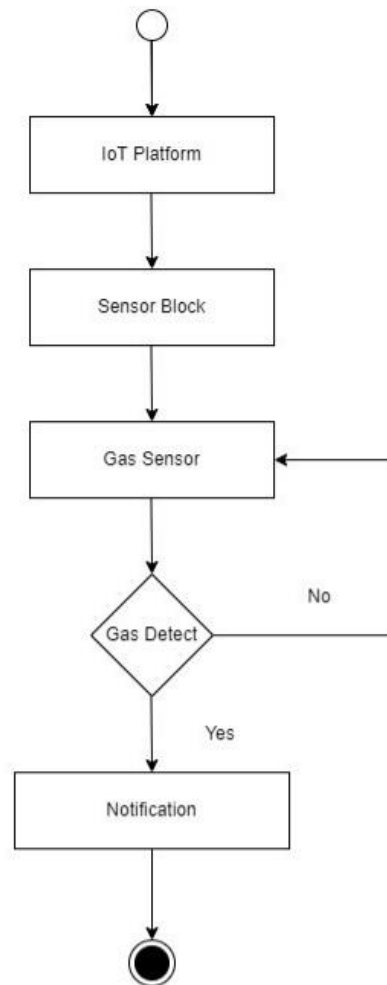 IoT Platform
Sensor Block
Gas Sensor
Gas Detect
No
Yes
Notification